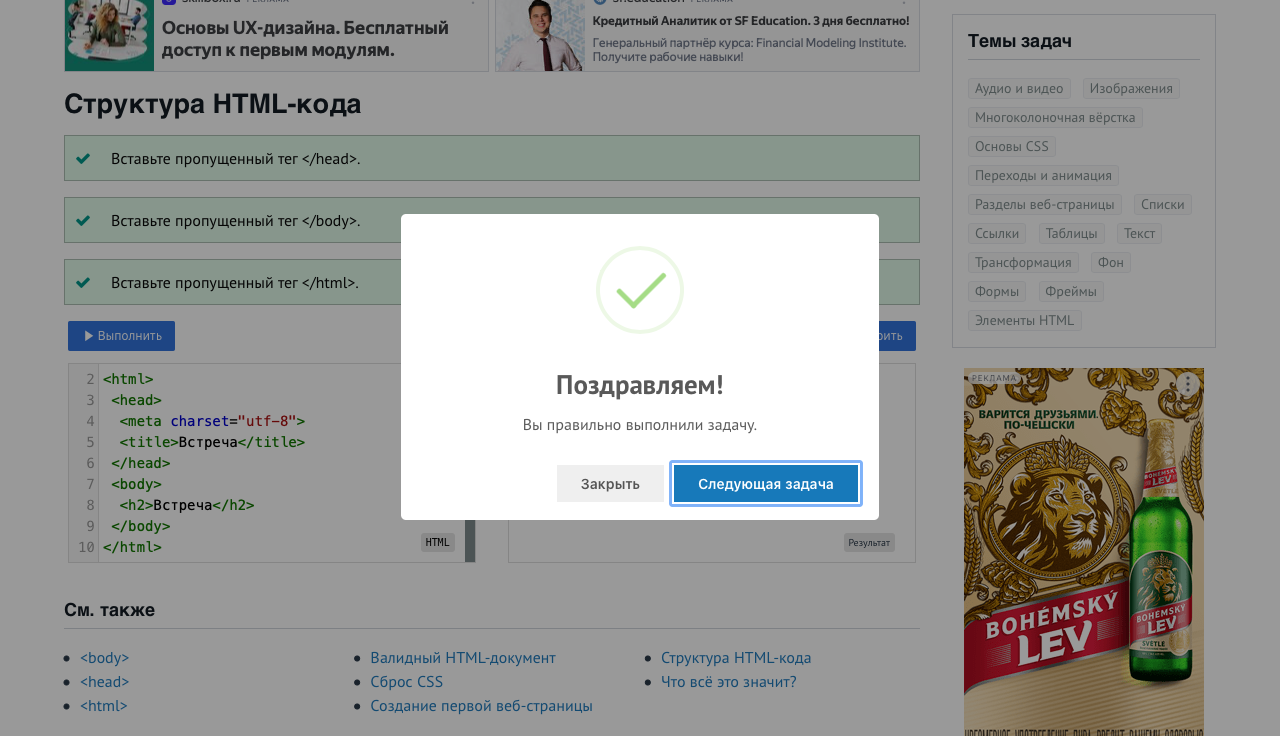 РЕКЛАМА
Основы UX-дизайна. Бесплатный
доступ к первым модулям.
Кредитный Аналитик от SF Education. 3 дня бесплатно!
Генеральный партнёр курса: Financial Modeling Institute.
Получите рабочие навыки!
Структура HTML-кода
Вставьте пропущенный тег </head>.
Вставьте пропущенный тег </body>.
Вставьте пропущенный тег </html>.
Выполнить
2 <html>
3 <head>
4 <meta charset="utf-8">
5 <title>Встреча</title>
6 </head>
7 <body>
8 <h2>Встреча</h2>
9 </body>
10 </html>
HTML
Результат
Поздравляем!
Вы правильно выполнили задачу.
Закрыть
Следующая задача
См. также
<body>
<head>
<html>
Валидный HTML-документ
Сброс CSS
Создание первой веб-страницы
Структура HTML-кода
Что всё это значит?
Темы задач
Аудио и видео Изображения
Многоколоночная вёрстка
Основы CSS
Переходы и анимация
Разделы веб-страницы Списки
Ссылки Таблицы Текст
Трансформация Фон
Формы Фреймы
Элементы HTML
РЕКЛАМА
ВАРИТСЯ ДРУЗЬЯМИ.
ПО-ЧЕШСКИ
BOHÉMSKÝ
LEV
SVĚTLÉ
BOHÉMSKÝ
LEV
SVĚTLÉ
BOHÉMSKÝ
LEV